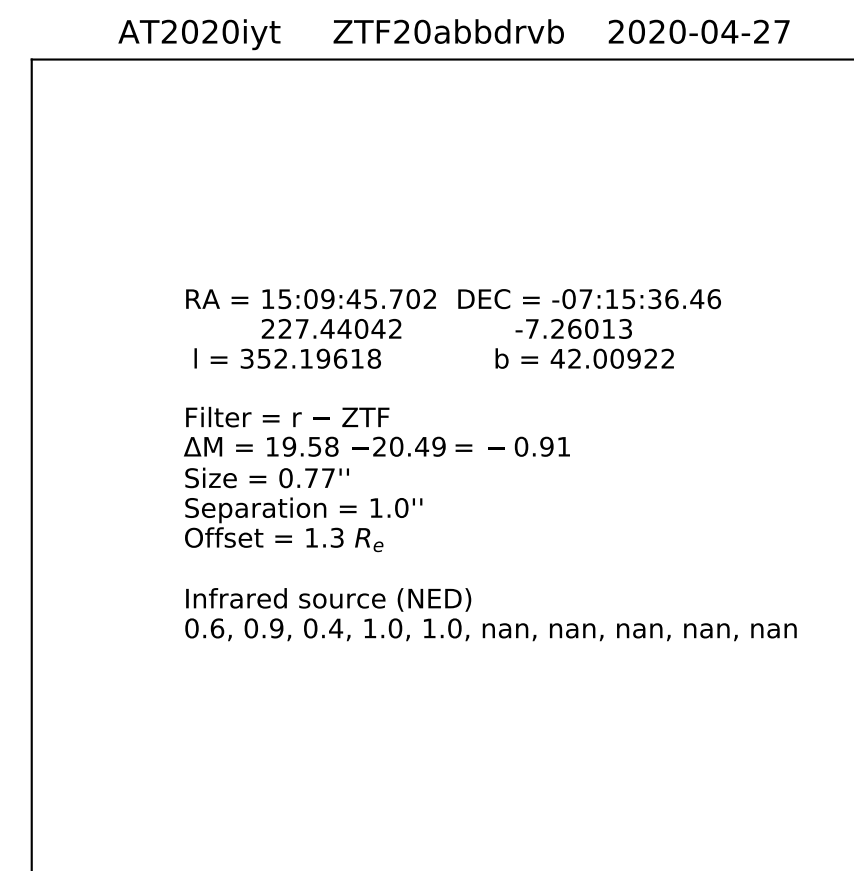 AT2020iyt ZTF20abbdrvb 2020-04-27
RA = 15:09:45.702 DEC = -07:15:36.46
227.44042 -7.26013
l = 352.19618 b = 42.00922
Filter = r − ZTF
ΔM = 19.58 −20.49 = − 0.91
Size = 0.77''
Separation = 1.0''
Offset = 1.3 Rₑ
Infrared source (NED)
0.6, 0.9, 0.4, 1.0, 1.0, nan, nan, nan, nan, nan